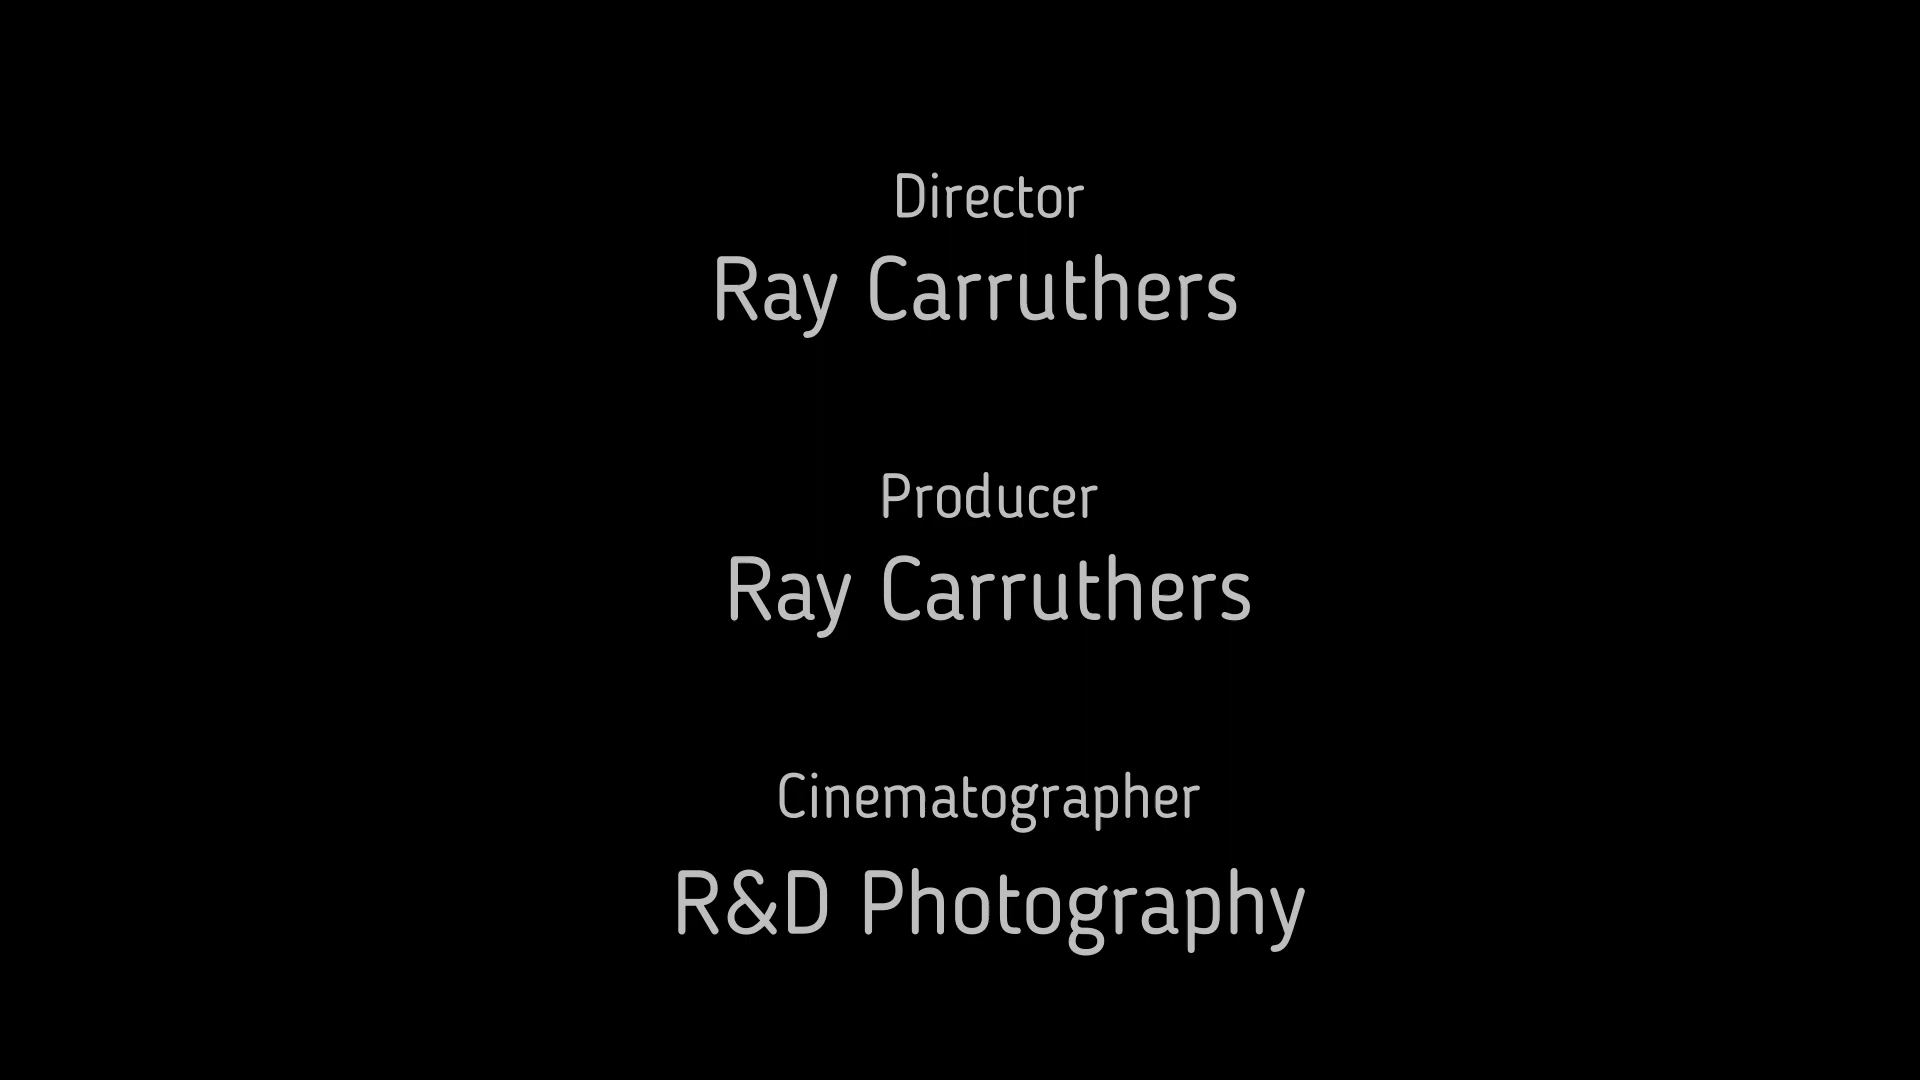 Director
Ray Carruthers
Producer
Ray Carruthers
Cinematographer
R&D Photography